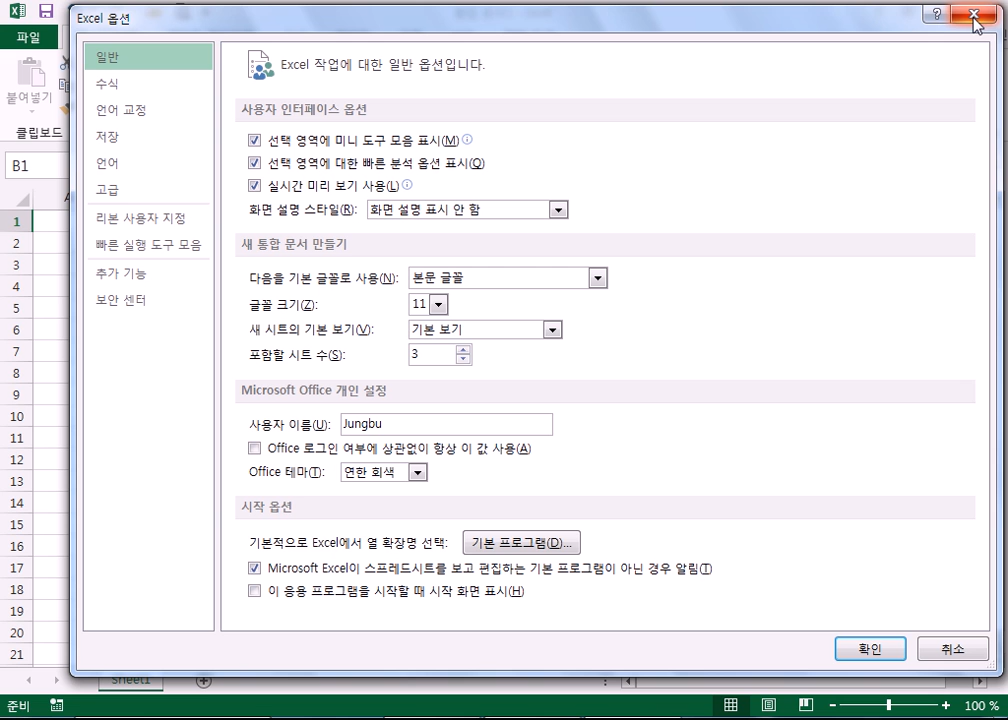 Excel 옵션
파일
붙여넣기
클립보드
B1
A
1
2
3
4
5
6
7
8
9
10
11
12
13
14
15
16
17
18
19
20
21
일반
수식
언어 교정
저장
언어
고급
리본 사용자 지정
빠른 실행 도구 모음
추가 기능
보안 센터
Excel 작업에 대한 일반 옵션입니다.
사용자 인터페이스 옵션
선택 영역에 미니 도구 모음 표시(M)
선택 영역에 대한 빠른 분석 옵션 표시(Q)
실시간 미리 보기 사용(L)
화면 설명 스타일(R): 화면 설명 표시 안 함
새 통합 문서 만들기
다음을 기본 글꼴로 사용(N): 본문 글꼴
글꼴 크기(Z): 11
새 시트의 기본 보기(V): 기본 보기
포함할 시트 수(S): 3
Microsoft Office 개인 설정
사용자 이름(U): Jungbu
Office 로그인 여부에 상관없이 항상 이 값 사용(A)
Office 테마(T): 연한 회색
시작 옵션
기본적으로 Excel에서 열 확장명 선택: 기본 프로그램(D)...
Microsoft Excel이 스프레드시트를 보고 편집하는 기본 프로그램이 아닌 경우 알림(T)
이 응용 프로그램을 시작할 때 시작 화면 표시(H)
확인 취소
Sheet1
준비 100 %